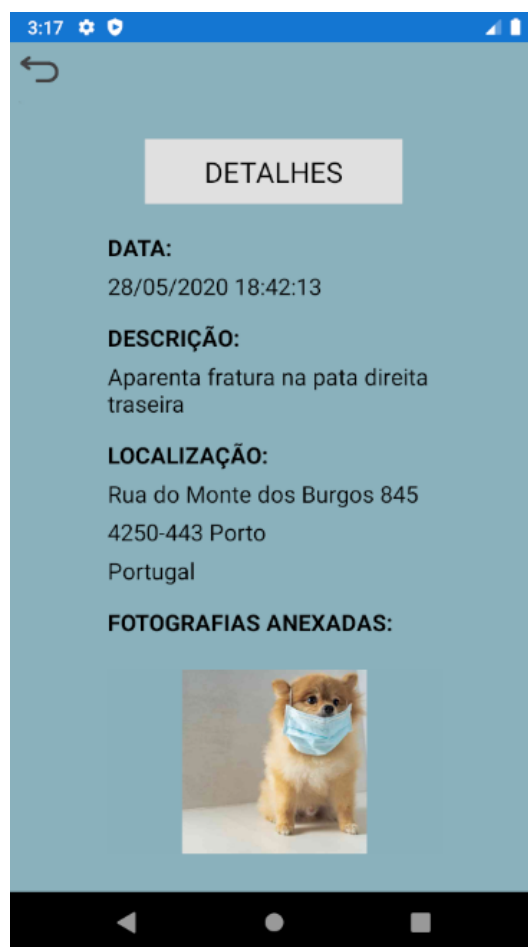 3:17
DETALHES
DATA:
28/05/2020 18:42:13
DESCRIÇÃO:
Aparenta fratura na pata direita
traseira
LOCALIZAÇÃO:
Rua do Monte dos Burgos 845
4250-443 Porto
Portugal
FOTOGRAFIAS ANEXADAS: